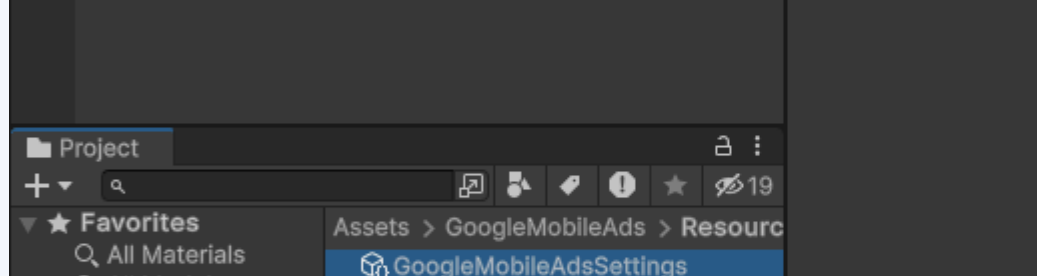 Project
19
Favorites
Assets > GoogleMobileAds > Resourc
All Materials
GoogleMobileAdsSettings